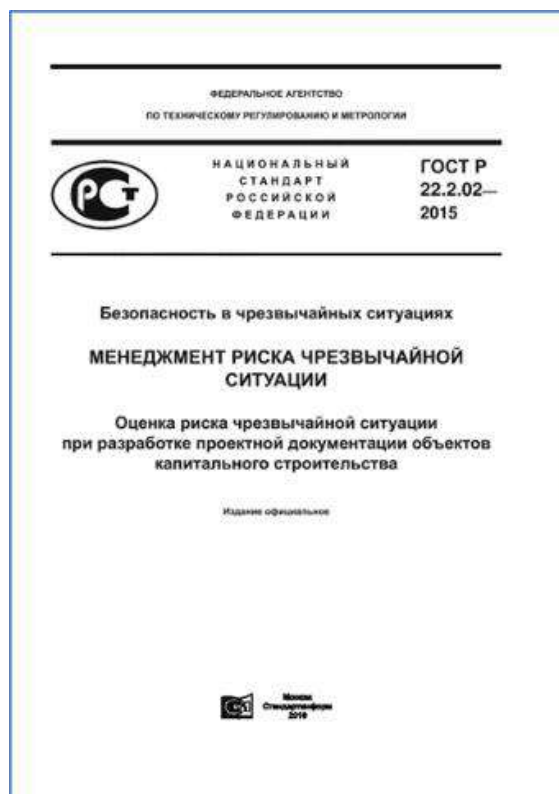 ФЕДЕРАЛЬНОЕ АГЕНТСТВО
ПО ТЕХНИЧЕСКОМУ РЕГУЛИРОВАНИЮ И МЕТРОЛОГИИ
РСТ
НАЦИОНАЛЬНЫЙ
СТАНДАРТ
РОССИЙСКОЙ
ФЕДЕРАЦИИ
ГОСТ Р
22.2.02—
2015
Безопасность в чрезвычайных ситуациях
МЕНЕДЖМЕНТ РИСКА ЧРЕЗВЫЧАЙНОЙ
СИТУАЦИИ
Оценка риска чрезвычайной ситуации
при разработке проектной документации объектов
капитального строительства
Издание официальное
Москва
Стандартинформ